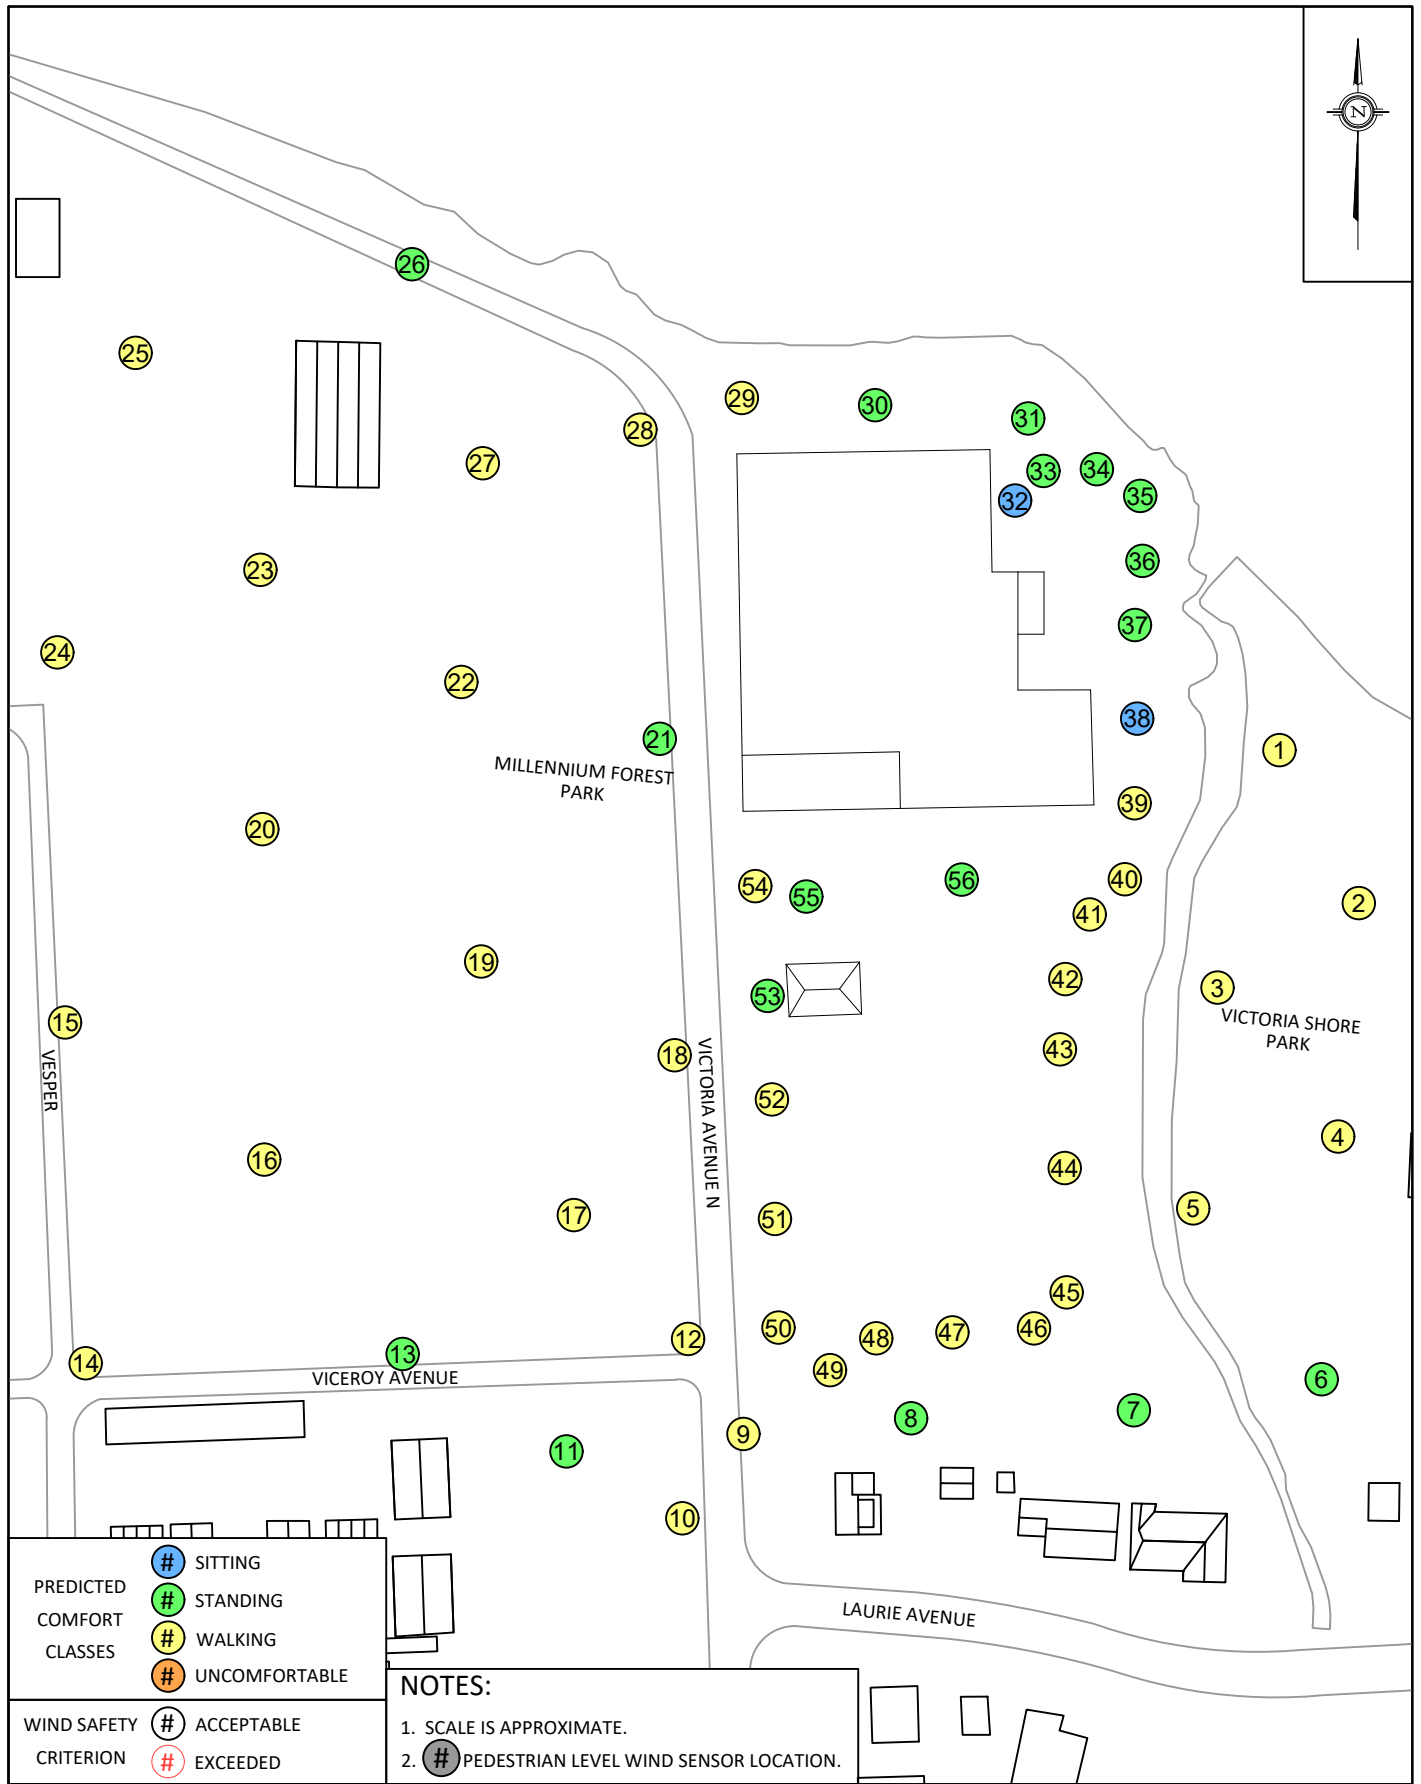 N
26
25
29
30
31
28
27
33
34
35
32
36
23
37
24
22
38
21
1
MILLENNIUM FOREST
PARK
39
20
54
55
56
40
2
41
19
42
53
3
15
VICTORIA SHORE
PARK
18
43
VESPER
VICTORIA AVENUE N
52
4
16
44
17
51
5
45
50
47
46
12
48
14
13
49
VICEROY AVENUE
6
8
7
9
11
10
PREDICTED
COMFORT
CLASSES
# SITTING
# STANDING
# WALKING
# UNCOMFORTABLE
LAURIE AVENUE
WIND SAFETY
CRITERION
# ACCEPTABLE
# EXCEEDED
NOTES:
1. SCALE IS APPROXIMATE.
2. # PEDESTRIAN LEVEL WIND SENSOR LOCATION.